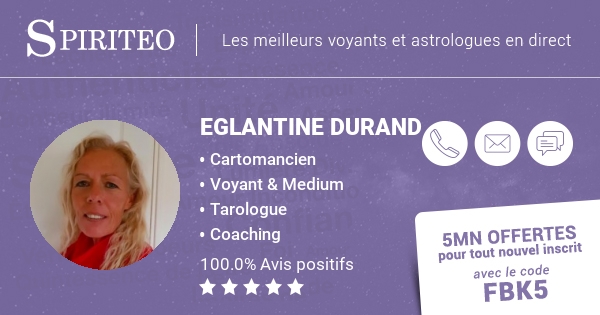 SPIRITEO
Les meilleurs voyants et astrologues en direct
EGLANTINE DURAND
• Cartomancien
• Voyant & Medium
• Tarologue
• Coaching
100.0% Avis positifs
5MN OFFERTES
pour tout nouvel inscrit
avec le code
FBK5